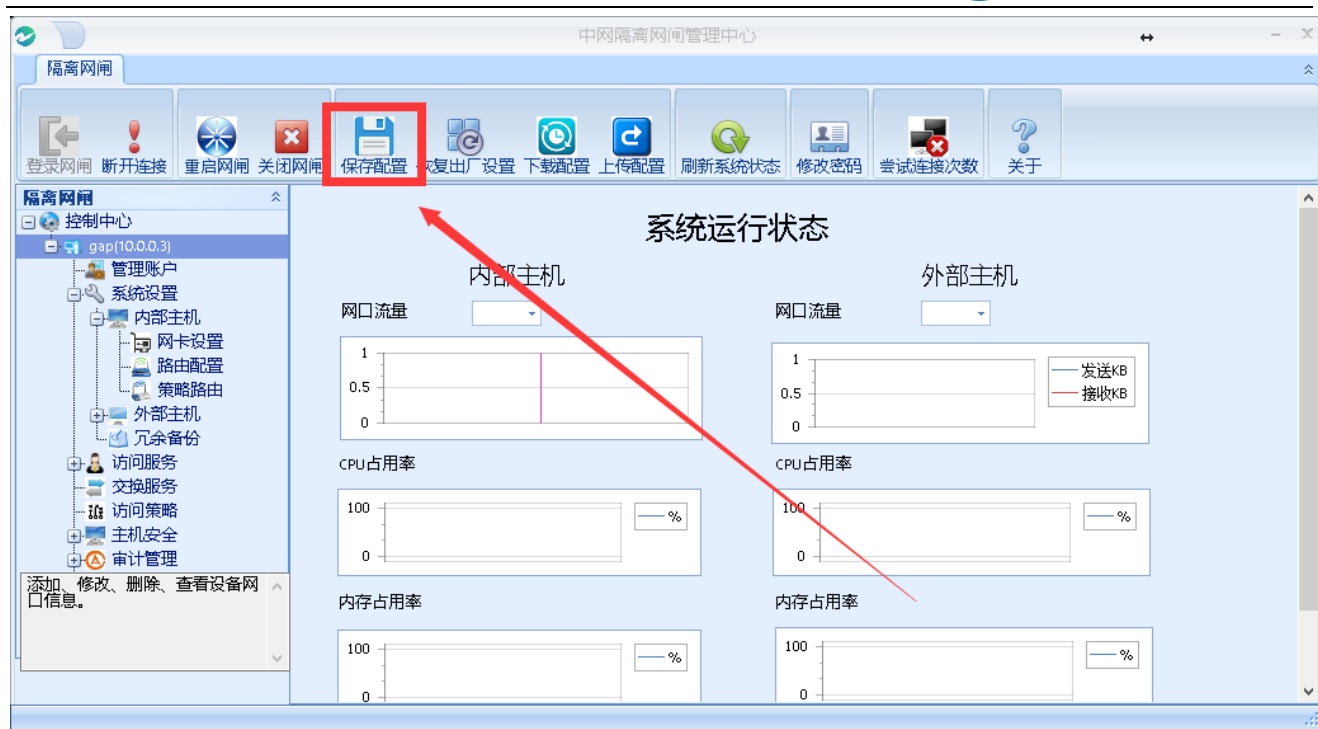 中网隔离网闸管理中心
隔离网闸
登录网闸 断开连接 重启网闸 关闭网闸 保存配置 恢复出厂设置 下载配置 上传配置 刷新系统状态 修改密码 尝试连接次数 关于
隔离网闸
控制中心
gap(10.0.0.3)
管理账户
系统设置
内部主机
网卡设置
路由配置
策略路由
外部主机
冗余备份
访问服务
交换服务
访问策略
主机安全
审计管理
添加、修改、删除、查看设备网
口信息。
系统运行状态
内部主机 外部主机
网口流量 网口流量
1
0.5
0
1
0.5
0
发送KB
接收KB
CPU占用率 CPU占用率
100
0
%
100
0
%
内存占用率 内存占用率
100
0
%
100
0
%